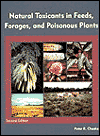 Natural Toxicants in Feeds,
Forages, and Poisonous Plants
Second Edition
Peter R. Cheeke